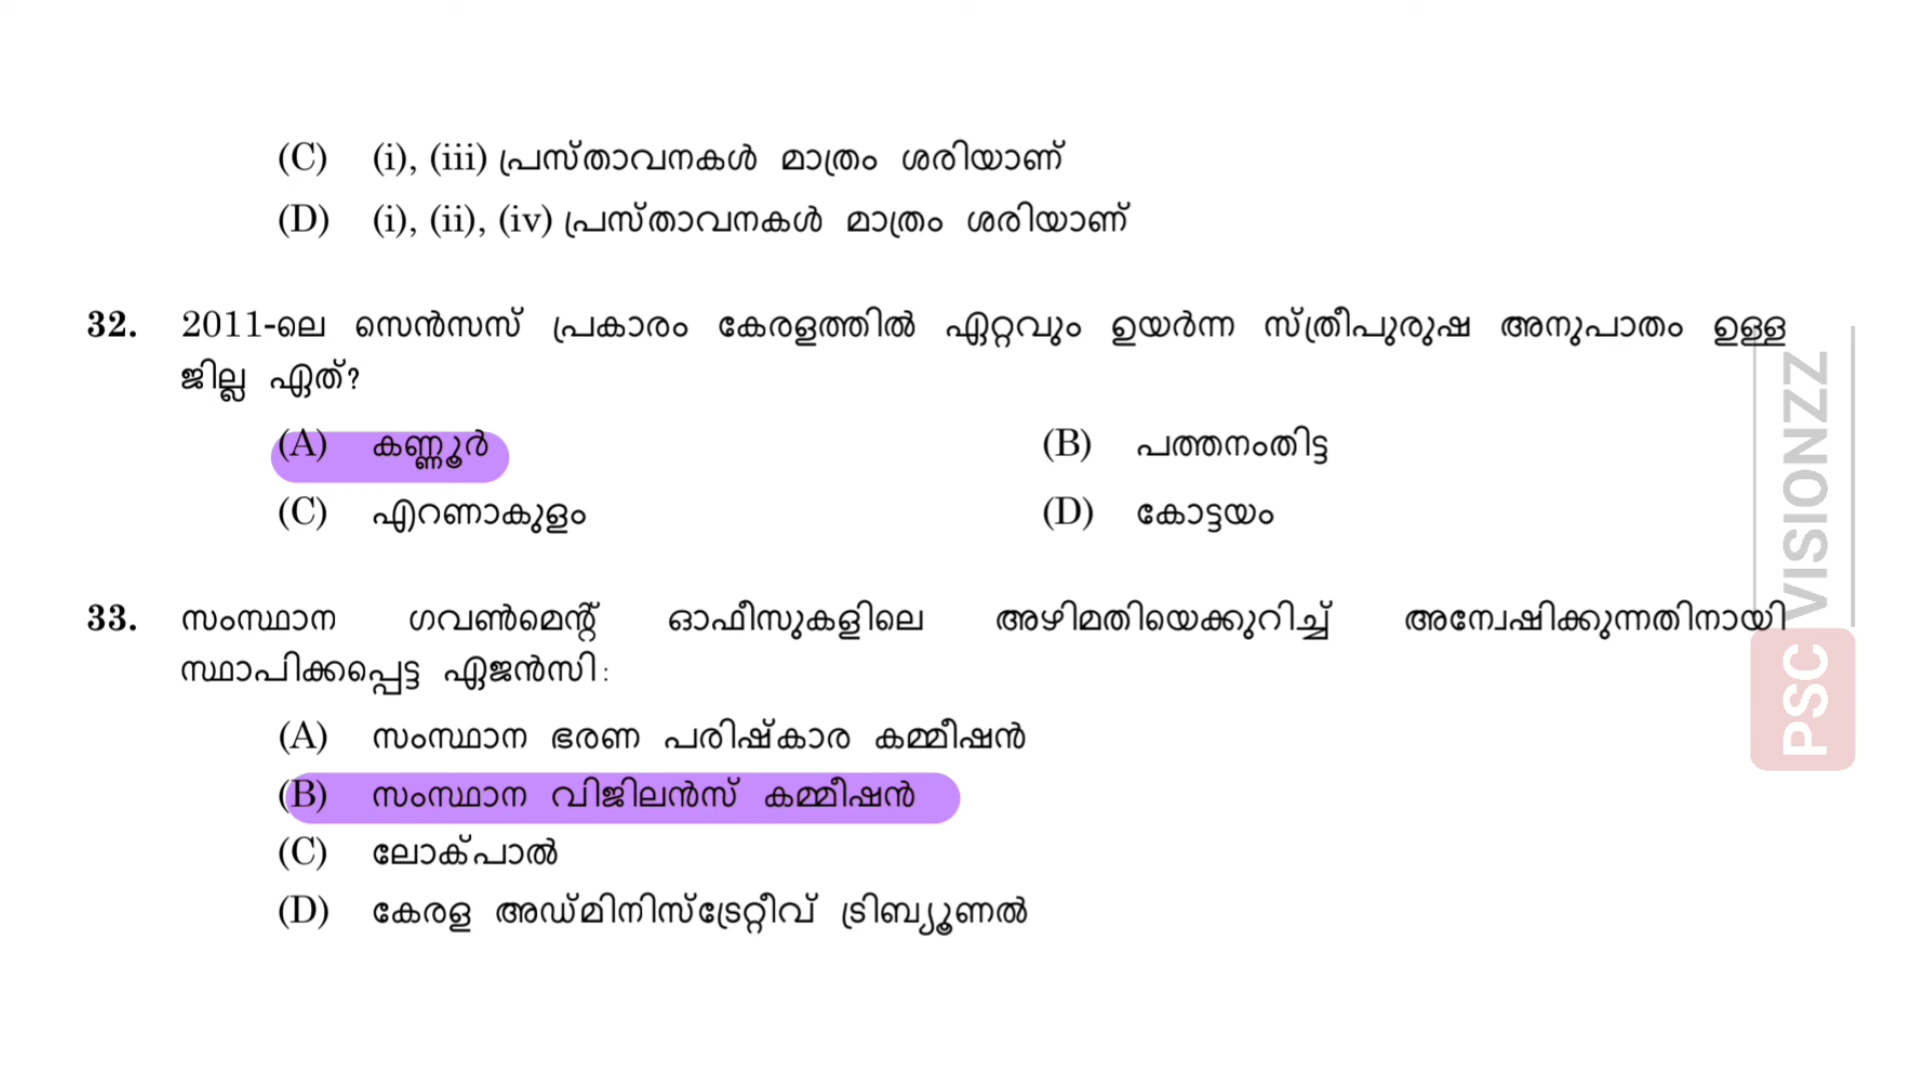 (C) (i), (iii) പ്രസ്താവനകൾ മാത്രം ശരിയാണ്
(D) (i), (ii), (iv) പ്രസ്താവനകൾ മാത്രം ശരിയാണ്
32. 2011-ലെ സെൻസസ് പ്രകാരം കേരളത്തിൽ ഏറ്റവും ഉയർന്ന സ്ത്രീപുരുഷ അനുപാതം ഉള്ള
ജില്ല ഏത്?
(A) കണ്ണൂർ (B) പത്തനംതിട്ട
(C) എറണാകുളം (D) കോട്ടയം
33. സംസ്ഥാന ഗവൺമെന്റ് ഓഫീസുകളിലെ അഴിമതിയെക്കുറിച്ച് അന്വേഷിക്കുന്നതിനായി
സ്ഥാപിക്കപ്പെട്ട ഏജൻസി:
(A) സംസ്ഥാന ഭരണ പരിഷ്കാര കമ്മീഷൻ
(B) സംസ്ഥാന വിജിലൻസ് കമ്മീഷൻ
(C) ലോക്പാൽ
(D) കേരള അഡ്മിനിസ്ട്രേറ്റീവ് ട്രിബ്യൂണൽ
PSC VISIONZZ